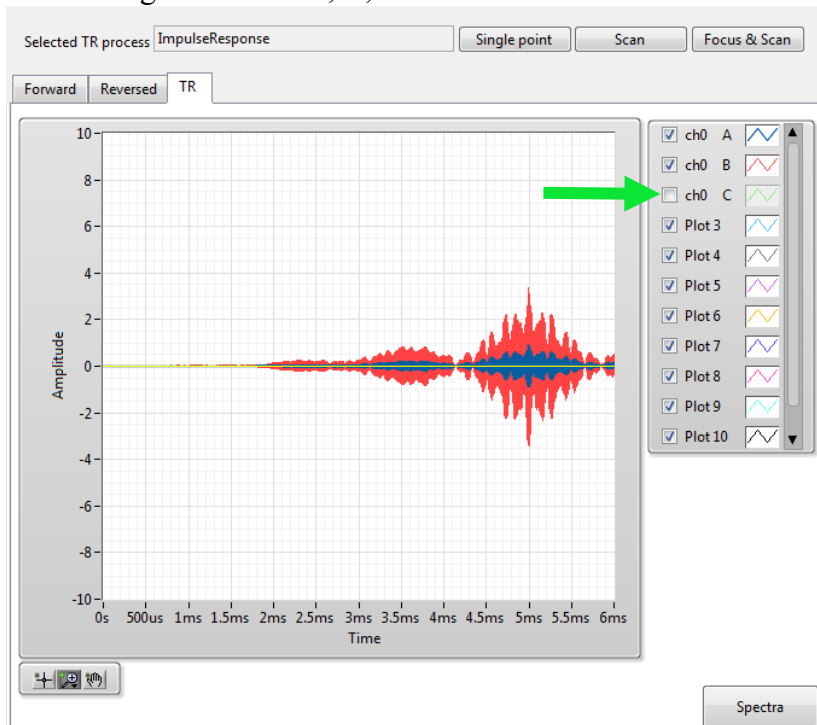 Selected TR process ImpulseResponse Single point Scan Focus & Scan
Forward Reversed TR
10
8
6
4
2
0
-2
-4
-6
-8
-10
Amplitude
0s 500us 1ms 1.5ms 2ms 2.5ms 3ms 3.5ms 4ms 4.5ms 5ms 5.5ms 6ms
Time
ch0 A
ch0 B
ch0 C
Plot 3
Plot 4
Plot 5
Plot 6
Plot 7
Plot 8
Plot 9
Plot 10
Spectra